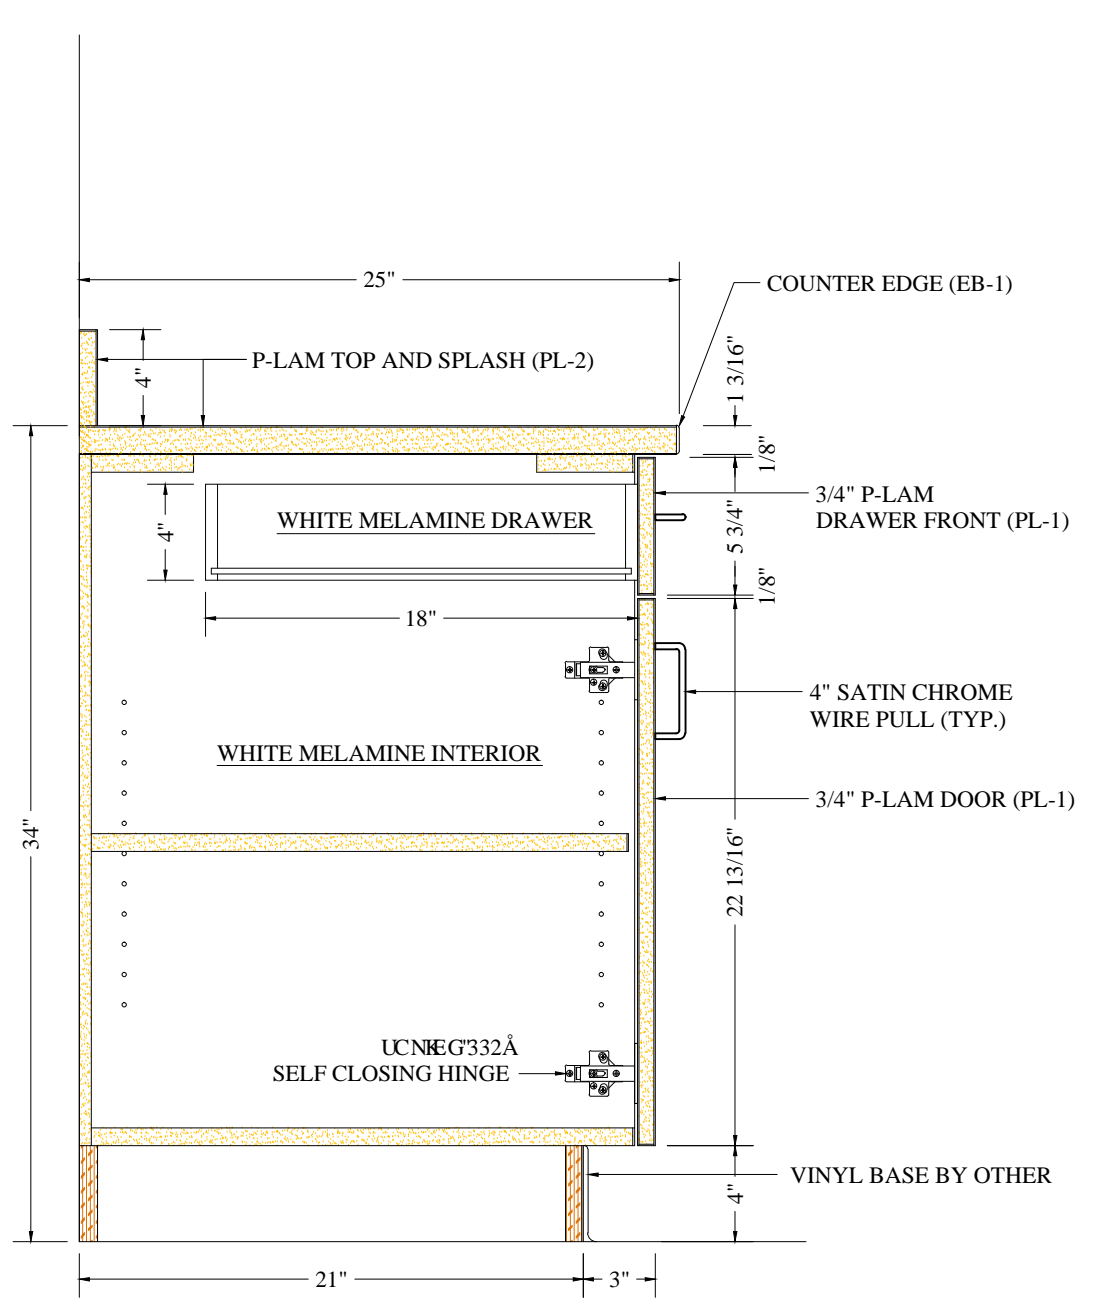 25"
COUNTER EDGE (EB-1)
P-LAM TOP AND SPLASH (PL-2)
4"
1 3/16"
1/8"
3/4" P-LAM
DRAWER FRONT (PL-1)
WHITE MELAMINE DRAWER
4"
5 3/4"
1/8"
18"
4" SATIN CHROME
WIRE PULL (TYP.)
WHITE MELAMINE INTERIOR
3/4" P-LAM DOOR (PL-1)
34"
22 13/16"
UCNKEG"332Å
SELF CLOSING HINGE
VINYL BASE BY OTHER
4"
21"
3"